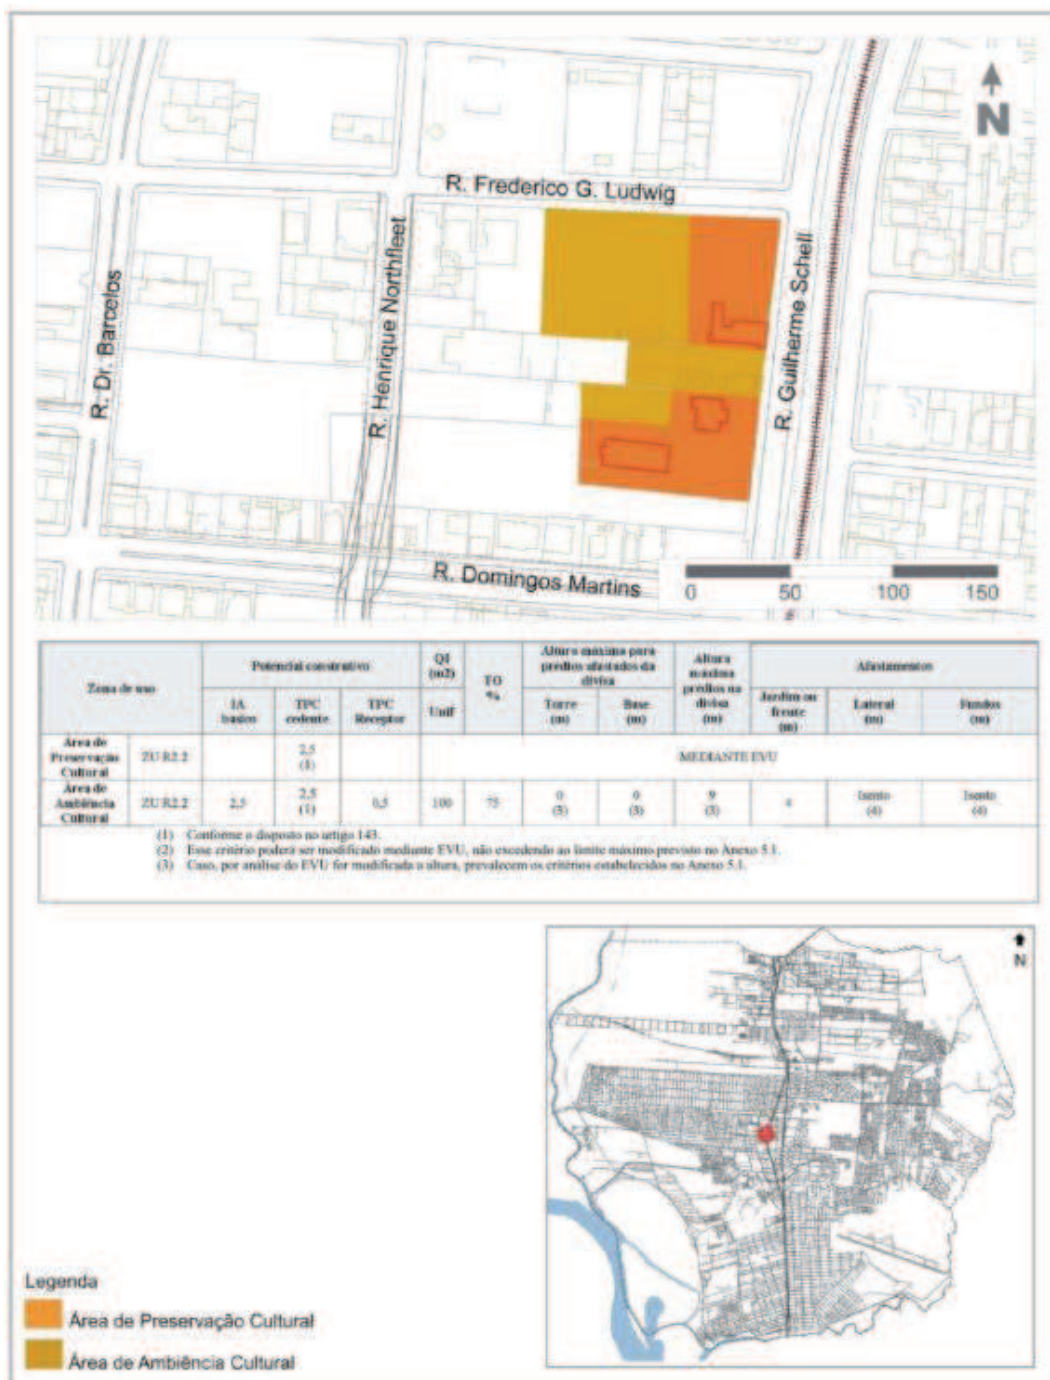 N
R. Frederico G. Ludwig
R. Dr. Barcelos
R. Henrique Northfleet
R. Guilherme Schell
R. Domingos Martins
0 50 100 150
Zona de uso
Potencial construtivo
QI (m2)
TO %
Altura máxima para prédios afastados da divisa
Altura máxima prédios na divisa (m)
Afastamentos
IA básico
TPC cedente
TPC Receptor
Unif
Torre (m)
Base (m)
Jardim ou frente (m)
Lateral (m)
Fundos (m)
Área de Preservação Cultural ZU R2.2 2,5 (1) MEDIANTE EVU
Área de Ambiência Cultural ZU R2.2 2,5 2,5 (1) 0,5 100 75 (3) (3) 9 (3) 4 Isento (4) Isento (4)
(1) Conforme o disposto no artigo 143.
(2) Esse critério poderá ser modificado mediante EVU, não excedendo ao limite máximo previsto no Anexo 5.1.
(3) Caso, por análise do EVU for modificada a altura, prevalecem os critérios estabelecidos no Anexo 5.1.
N
Legenda
Área de Preservação Cultural
Área de Ambiência Cultural